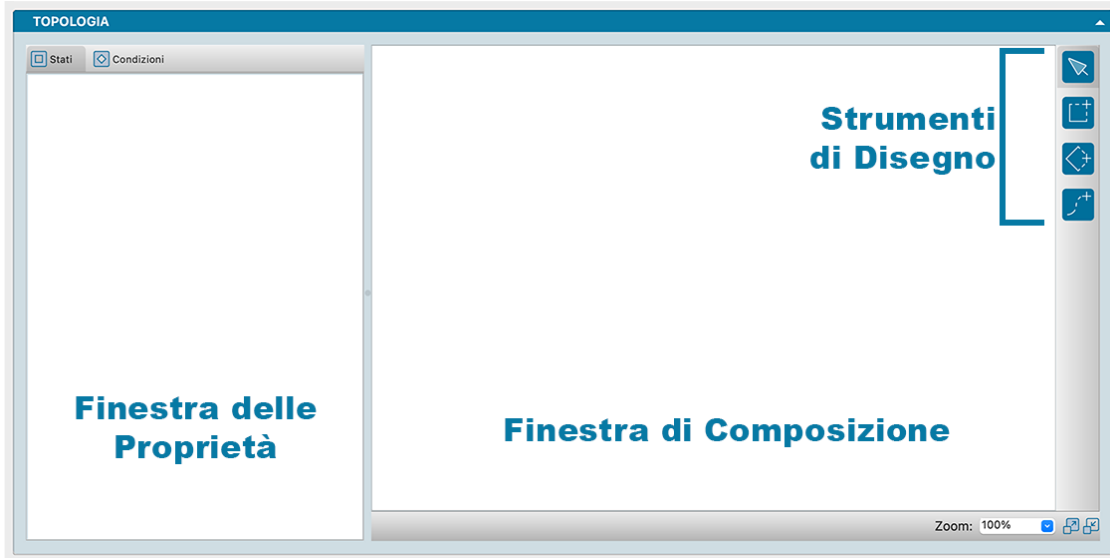 TOPOLOGIA
Stati
Condizioni
Strumenti
di Disegno
Finestra delle
Proprietà
Finestra di Composizione
Zoom: 100%